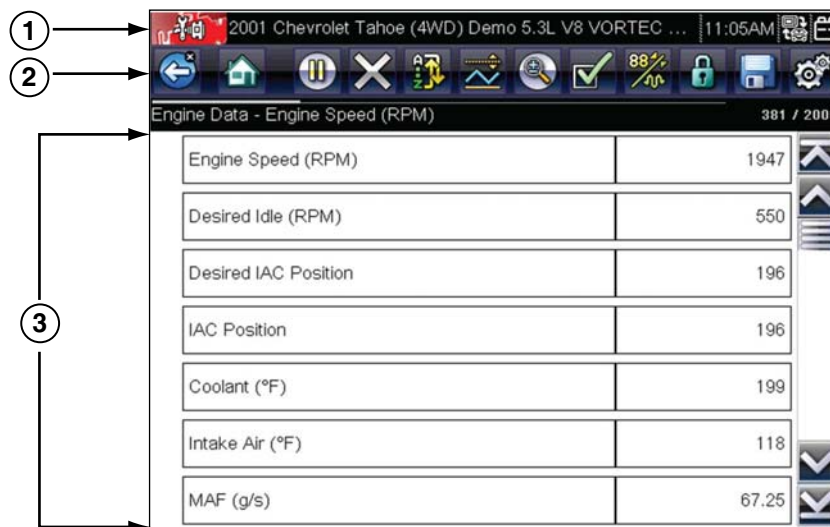 1
2001 Chevrolet Tahoe (4WD) Demo 5.3L V8 VORTEC ... 11:05AM
2
A
Z
88
Engine Data - Engine Speed (RPM) 381 / 200
Engine Speed (RPM) 1947
Desired Idle (RPM) 550
Desired IAC Position 196
3
IAC Position 196
Coolant (°F) 199
Intake Air (°F) 118
MAF (g/s) 67.25